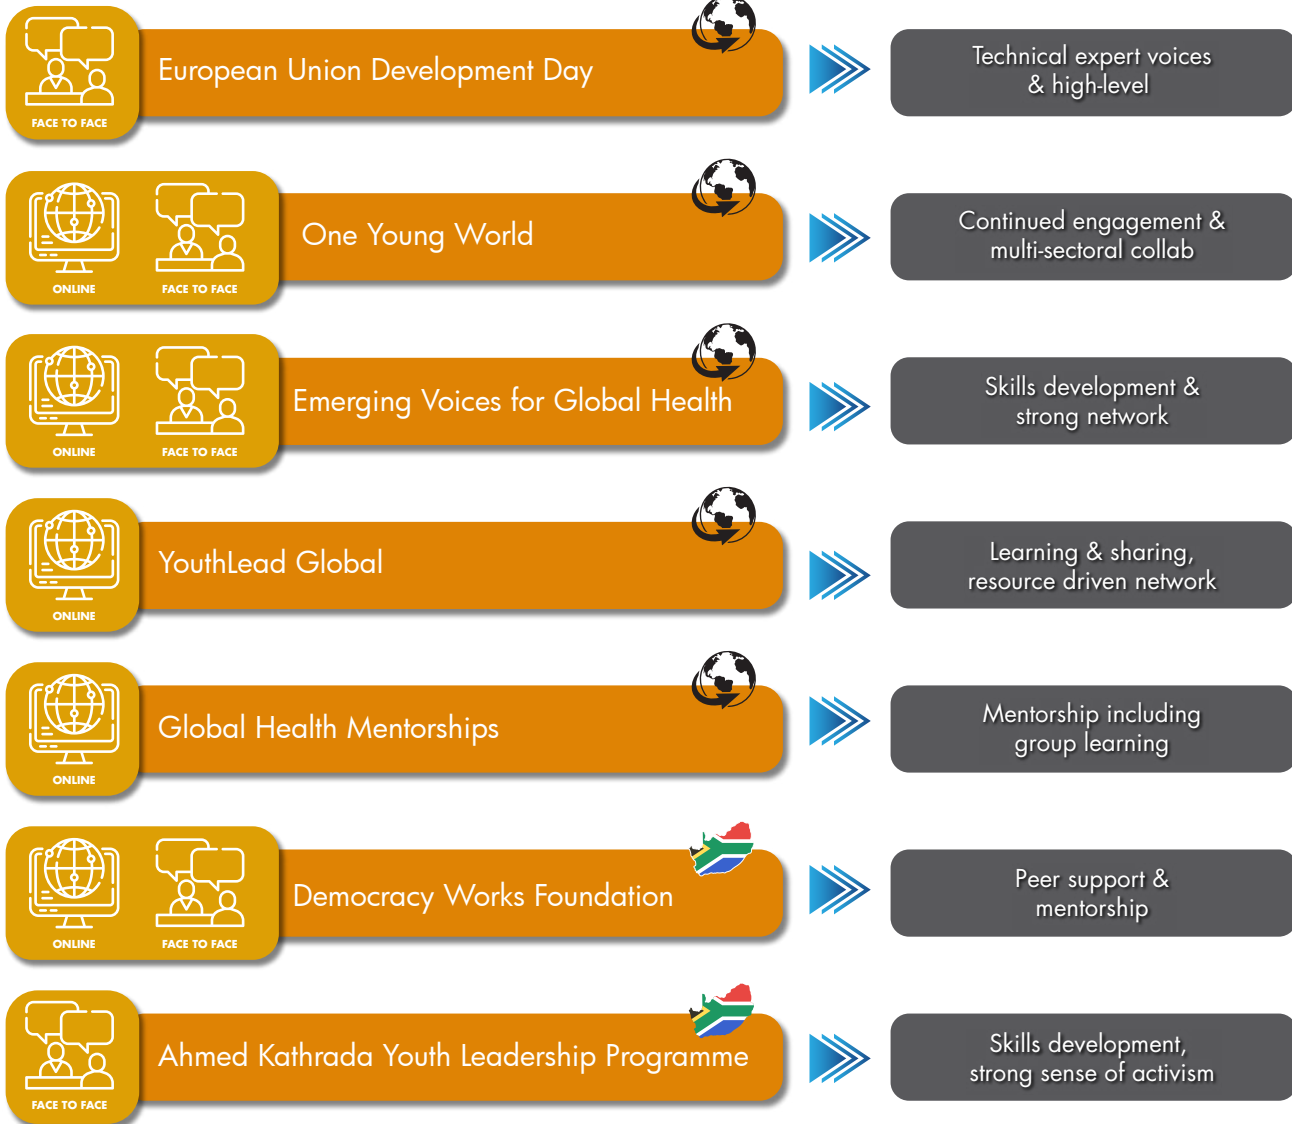 European Union Development Day
FACE TO FACE
Technical expert voices
& high-level
One Young World
ONLINE
FACE TO FACE
Continued engagement &
multi-sectoral collab
Emerging Voices for Global Health
ONLINE
FACE TO FACE
Skills development &
strong network
YouthLead Global
ONLINE
Learning & sharing,
resource driven network
Global Health Mentorships
ONLINE
Mentorship including
group learning
Democracy Works Foundation
ONLINE
FACE TO FACE
Peer support &
mentorship
Ahmed Kathrada Youth Leadership Programme
FACE TO FACE
Skills development,
strong sense of activism